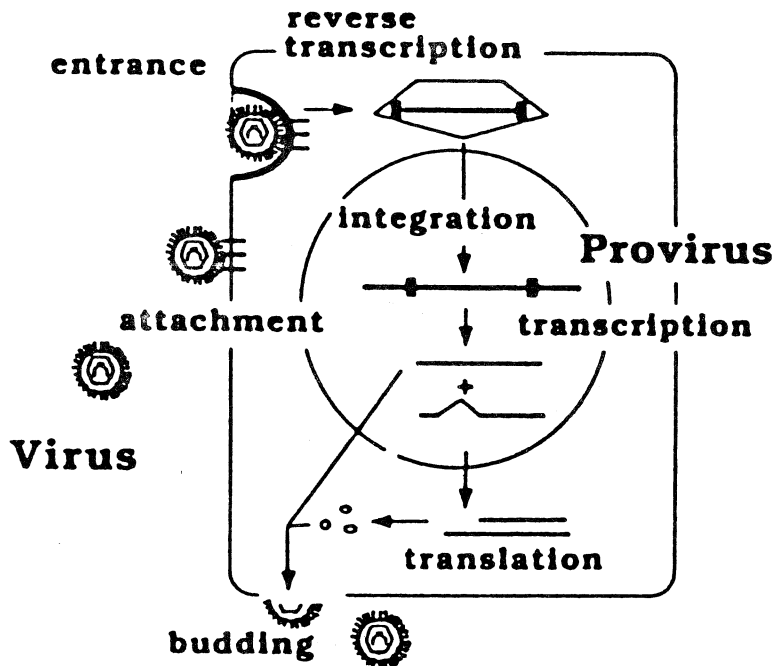 reverse
transcription
entrance
integration
Provirus
attachment
transcription
+
Virus
translation
budding